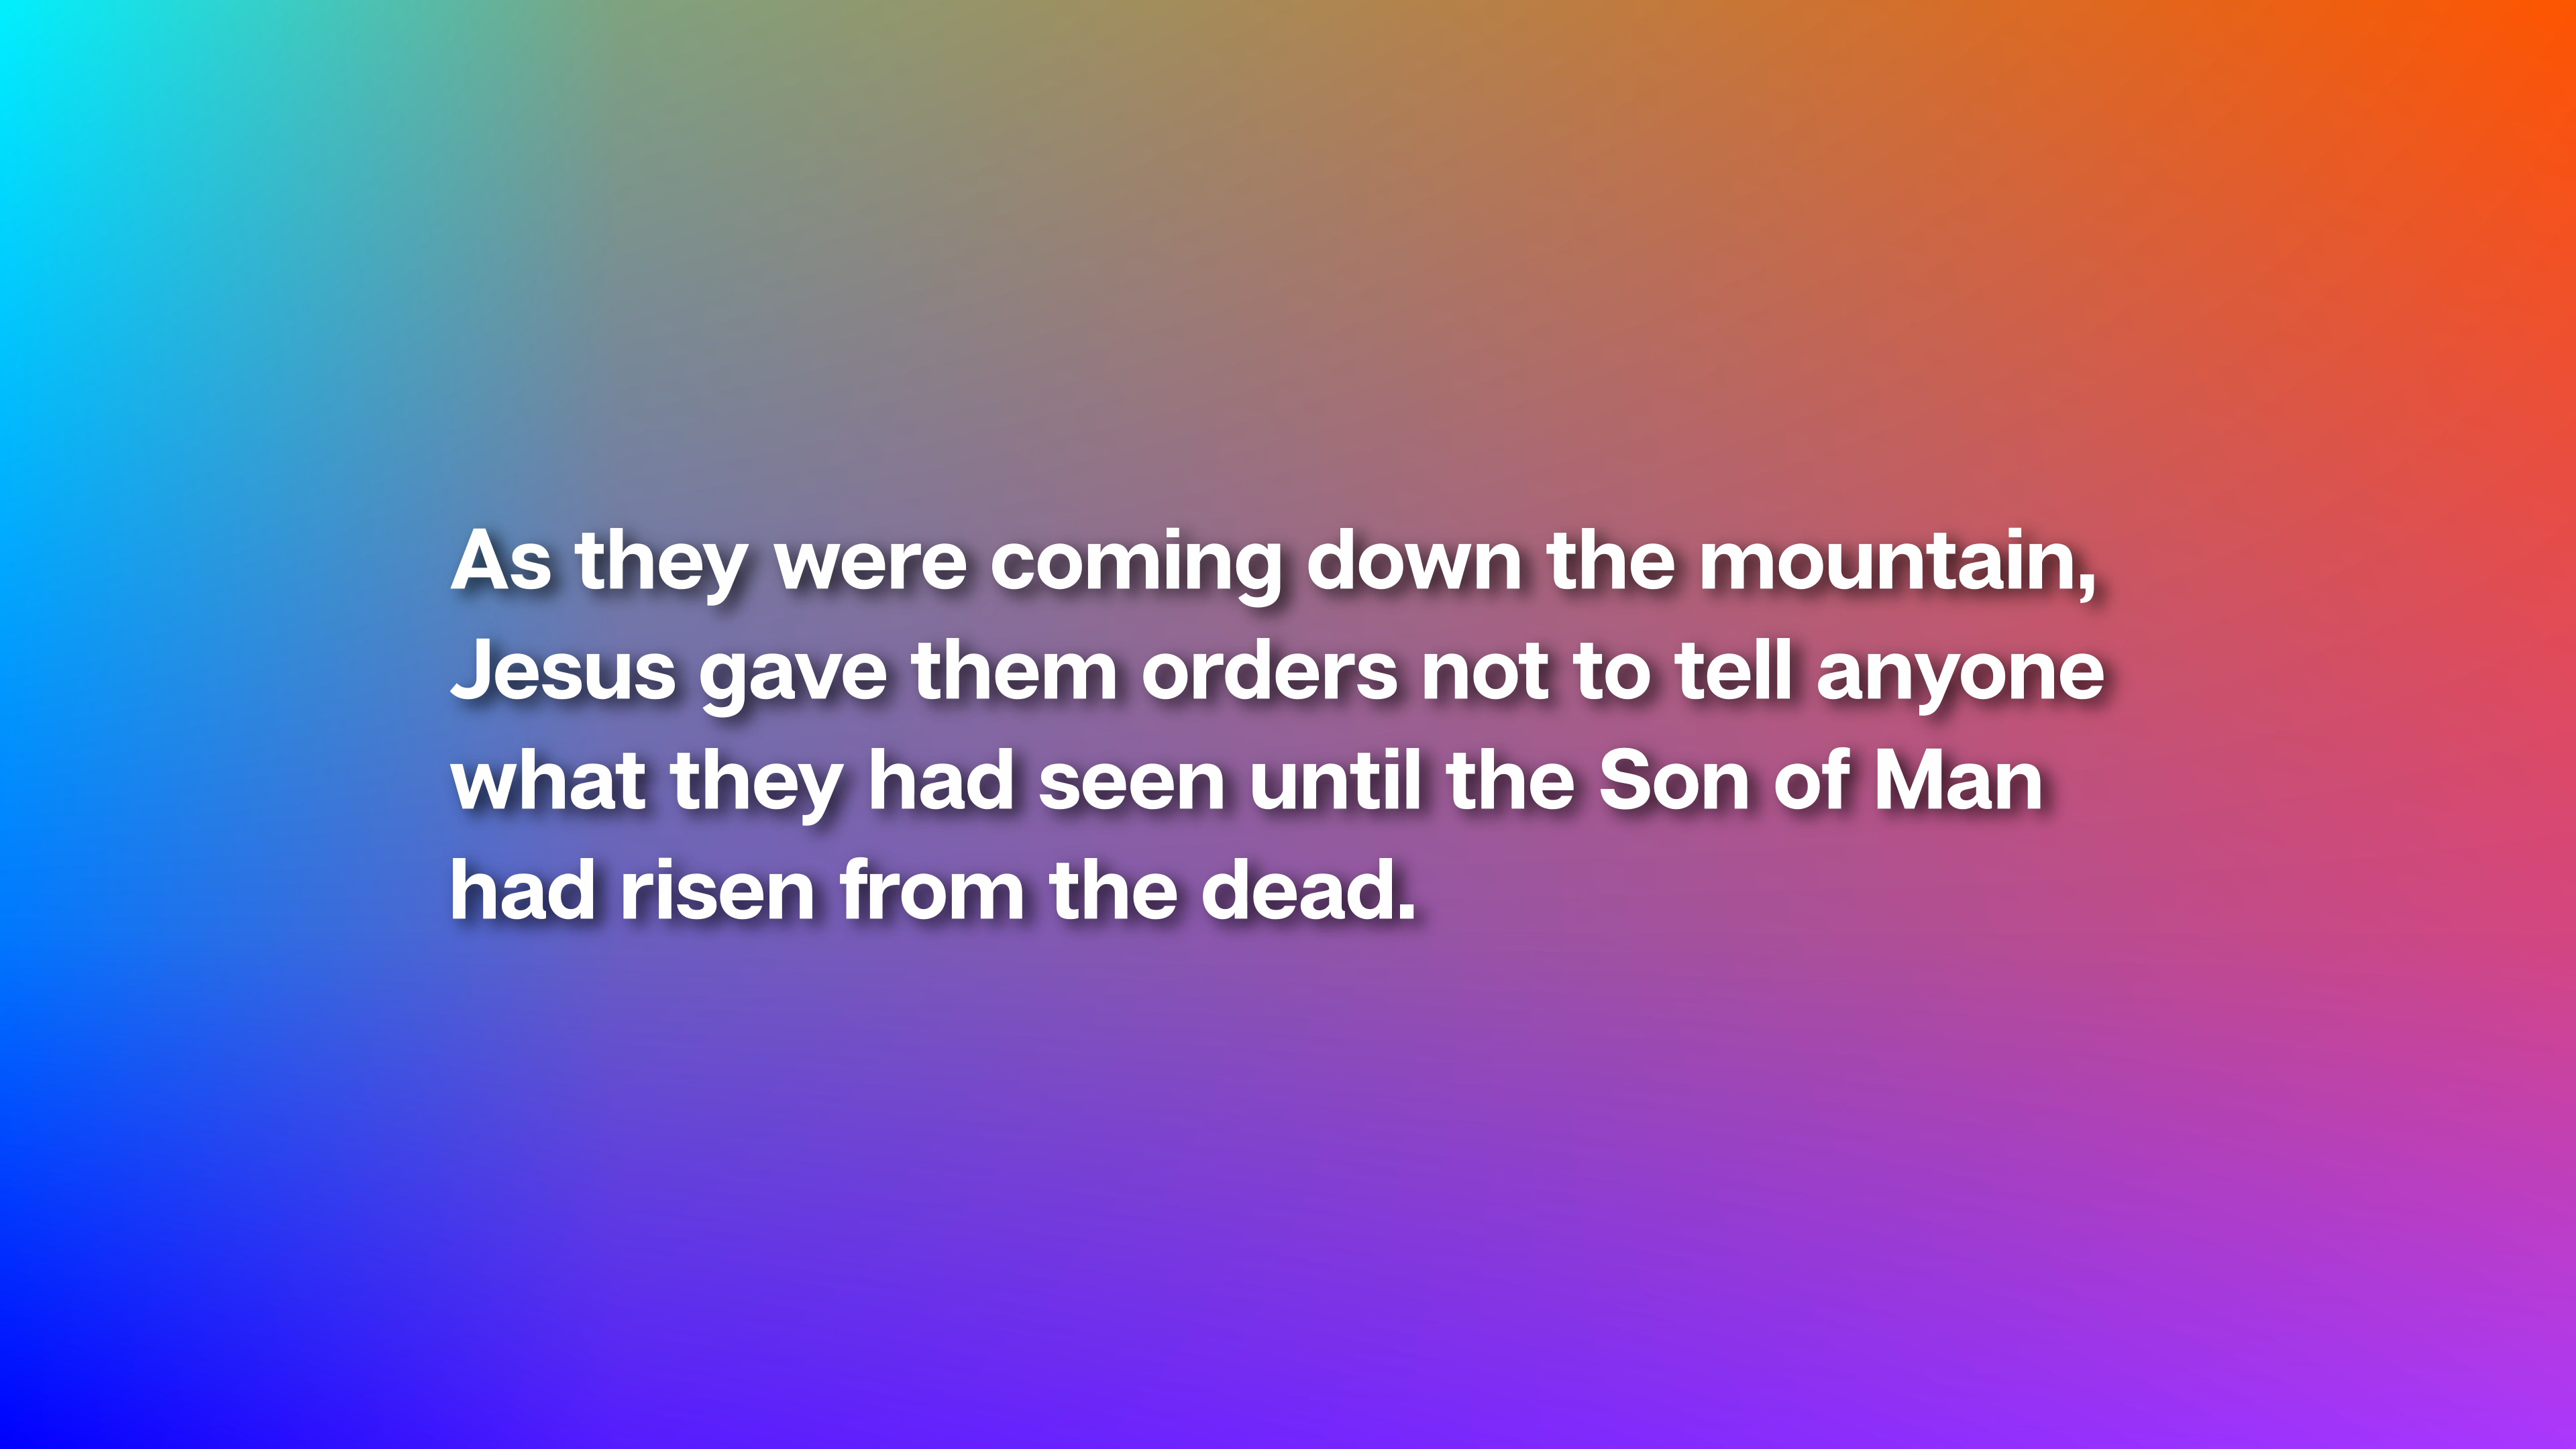 As they were coming down the mountain,
Jesus gave them orders not to tell anyone
what they had seen until the Son of Man
had risen from the dead.